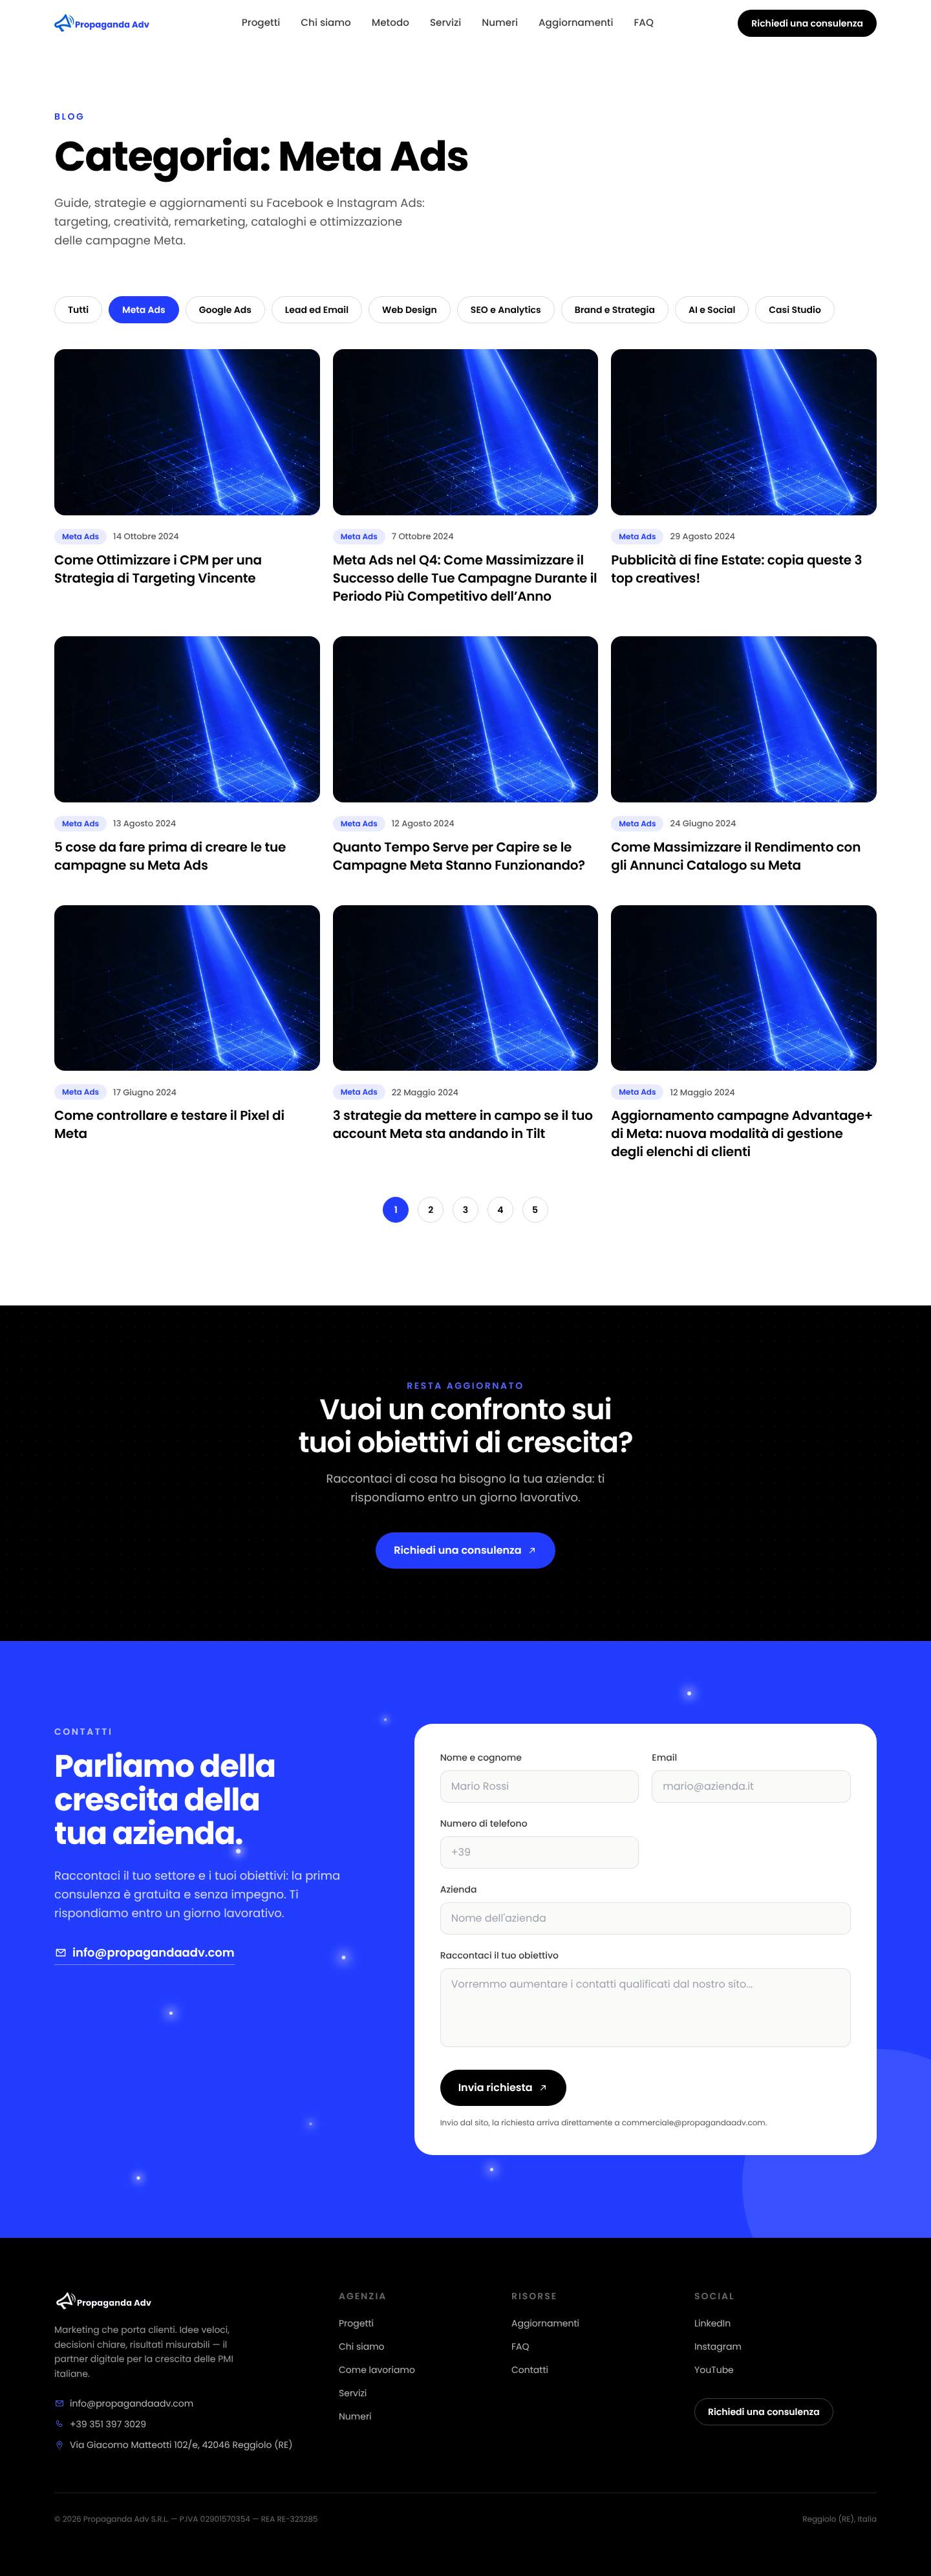 Propaganda Adv
Progetti
Chi siamo
Metodo
Servizi
Numeri
Aggiornamenti
FAQ
Richiedi una consulenza
BLOG
Categoria: Meta Ads
Guide, strategie e aggiornamenti su Facebook e Instagram Ads:
targeting, creatività, remarketing, cataloghi e ottimizzazione
delle campagne Meta.
Tutti
Meta Ads
Google Ads
Lead ed Email
Web Design
SEO e Analytics
Brand e Strategia
AI e Social
Casi Studio
Meta Ads 14 Ottobre 2024
Come Ottimizzare i CPM per una
Strategia di Targeting Vincente
Meta Ads 7 Ottobre 2024
Meta Ads nel Q4: Come Massimizzare il
Successo delle Tue Campagne Durante il
Periodo Più Competitivo dell’Anno
Meta Ads 29 Agosto 2024
Pubblicità di fine Estate: copia queste 3
top creatives!
Meta Ads 13 Agosto 2024
5 cose da fare prima di creare le tue
campagne su Meta Ads
Meta Ads 12 Agosto 2024
Quanto Tempo Serve per Capire se le
Campagne Meta Stanno Funzionando?
Meta Ads 24 Giugno 2024
Come Massimizzare il Rendimento con
gli Annunci Catalogo su Meta
Meta Ads 17 Giugno 2024
Come controllare e testare il Pixel di
Meta
Meta Ads 22 Maggio 2024
3 strategie da mettere in campo se il tuo
account Meta sta andando in Tilt
Meta Ads 12 Maggio 2024
Aggiornamento campagne Advantage+
di Meta: nuova modalità di gestione
degli elenchi di clienti
1 2 3 4 5
RESTA AGGIORNATO
Vuoi un confronto sui
tuoi obiettivi di crescita?
Raccontaci di cosa ha bisogno la tua azienda: ti
rispondiamo entro un giorno lavorativo.
Richiedi una consulenza
CONTATTI
Parliamo della
crescita della
tua azienda.
Raccontaci il tuo settore e i tuoi obiettivi: la prima
consulenza è gratuita e senza impegno. Ti
rispondiamo entro un giorno lavorativo.
info@propagandaadv.com
Nome e cognome
Mario Rossi
Email
mario@azienda.it
Numero di telefono
+39
Azienda
Nome dell'azienda
Raccontaci il tuo obiettivo
Vorremmo aumentare i contatti qualificati dal nostro sito...
Invia richiesta
Invio dal sito, la richiesta arriva direttamente a commerciale@propagandaadv.com.
Propaganda Adv
Marketing che porta clienti. Idee veloci,
decisioni chiare, risultati misurabili — il
partner digitale per la crescita delle PMI
italiane.
info@propagandaadv.com
+39 351 397 3029
Via Giacomo Matteotti 102/e, 42046 Reggiolo (RE)
AGENZIA
Progetti
Chi siamo
Come lavoriamo
Servizi
Numeri
RISORSE
Aggiornamenti
FAQ
Contatti
SOCIAL
LinkedIn
Instagram
YouTube
Richiedi una consulenza
© 2026 Propaganda Adv S.R.L. — P.IVA 02901570354 — REA RE-323285
Reggiolo (RE), Italia